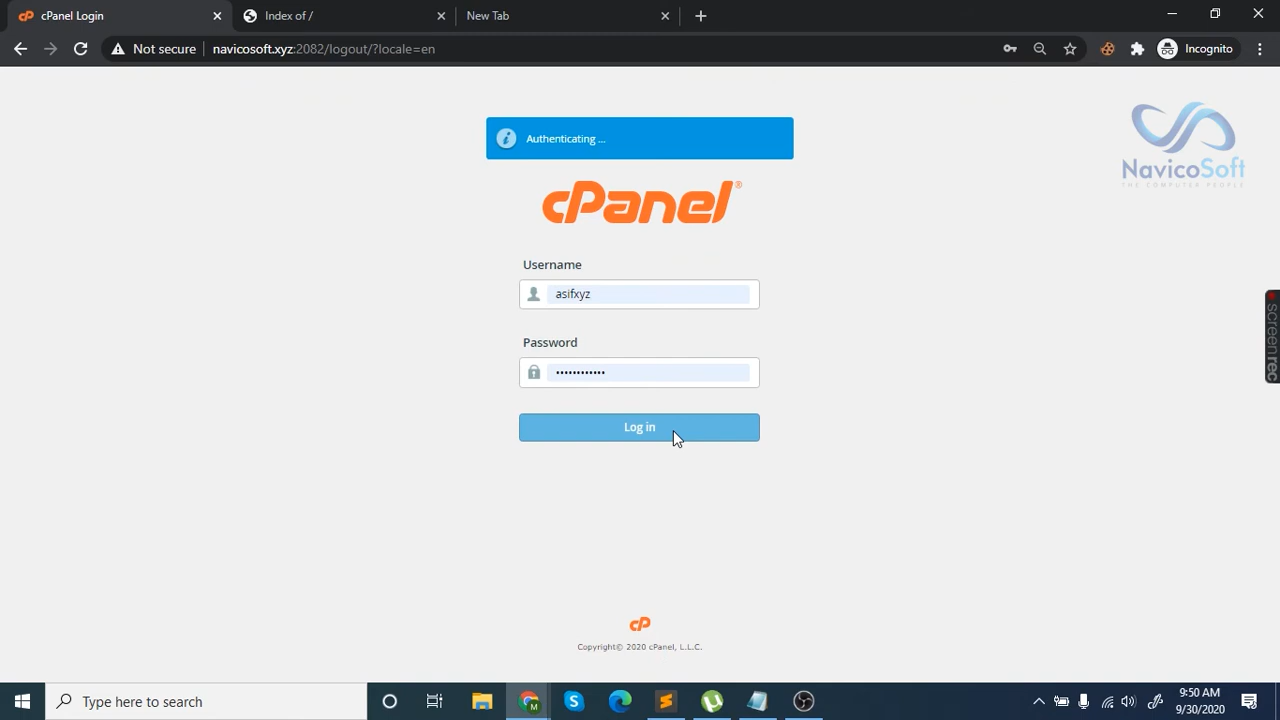 cPanel Login
Index of /
New Tab
Not secure
navicosoft.xyz:2082/logout/?locale=en
Incognito
Authenticating ...
cPanel®
NavicoSoft
THE COMPUTER PEOPLE
Username
asifxyz
Password
••••••••••••
Log in
screenrec
cP
Copyright© 2020 cPanel, L.L.C.
Type here to search
9:50 AM
9/30/2020